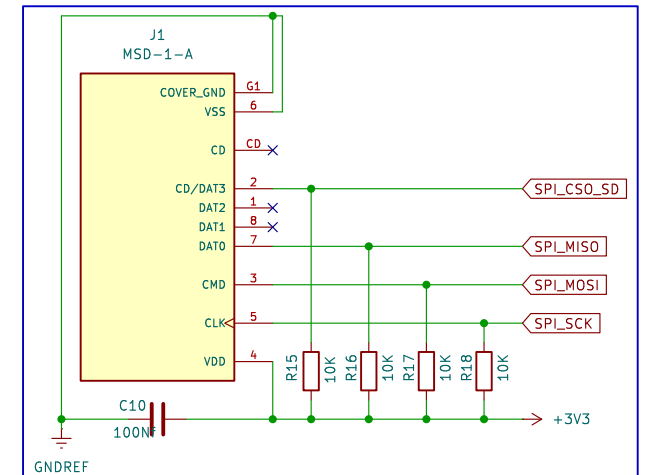 J1
MSD-1-A
COVER_GND G1
VSS 6
CD CD
CD/DAT3 2 SPI_CSO_SD
DAT2 1
DAT1 8
DAT0 7 SPI_MISO
CMD 3 SPI_MOSI
CLK 5 SPI_SCK
VDD 4
R15 10K R16 10K R17 10K R18 10K
C10
100Nf
+3V3
GNDREF